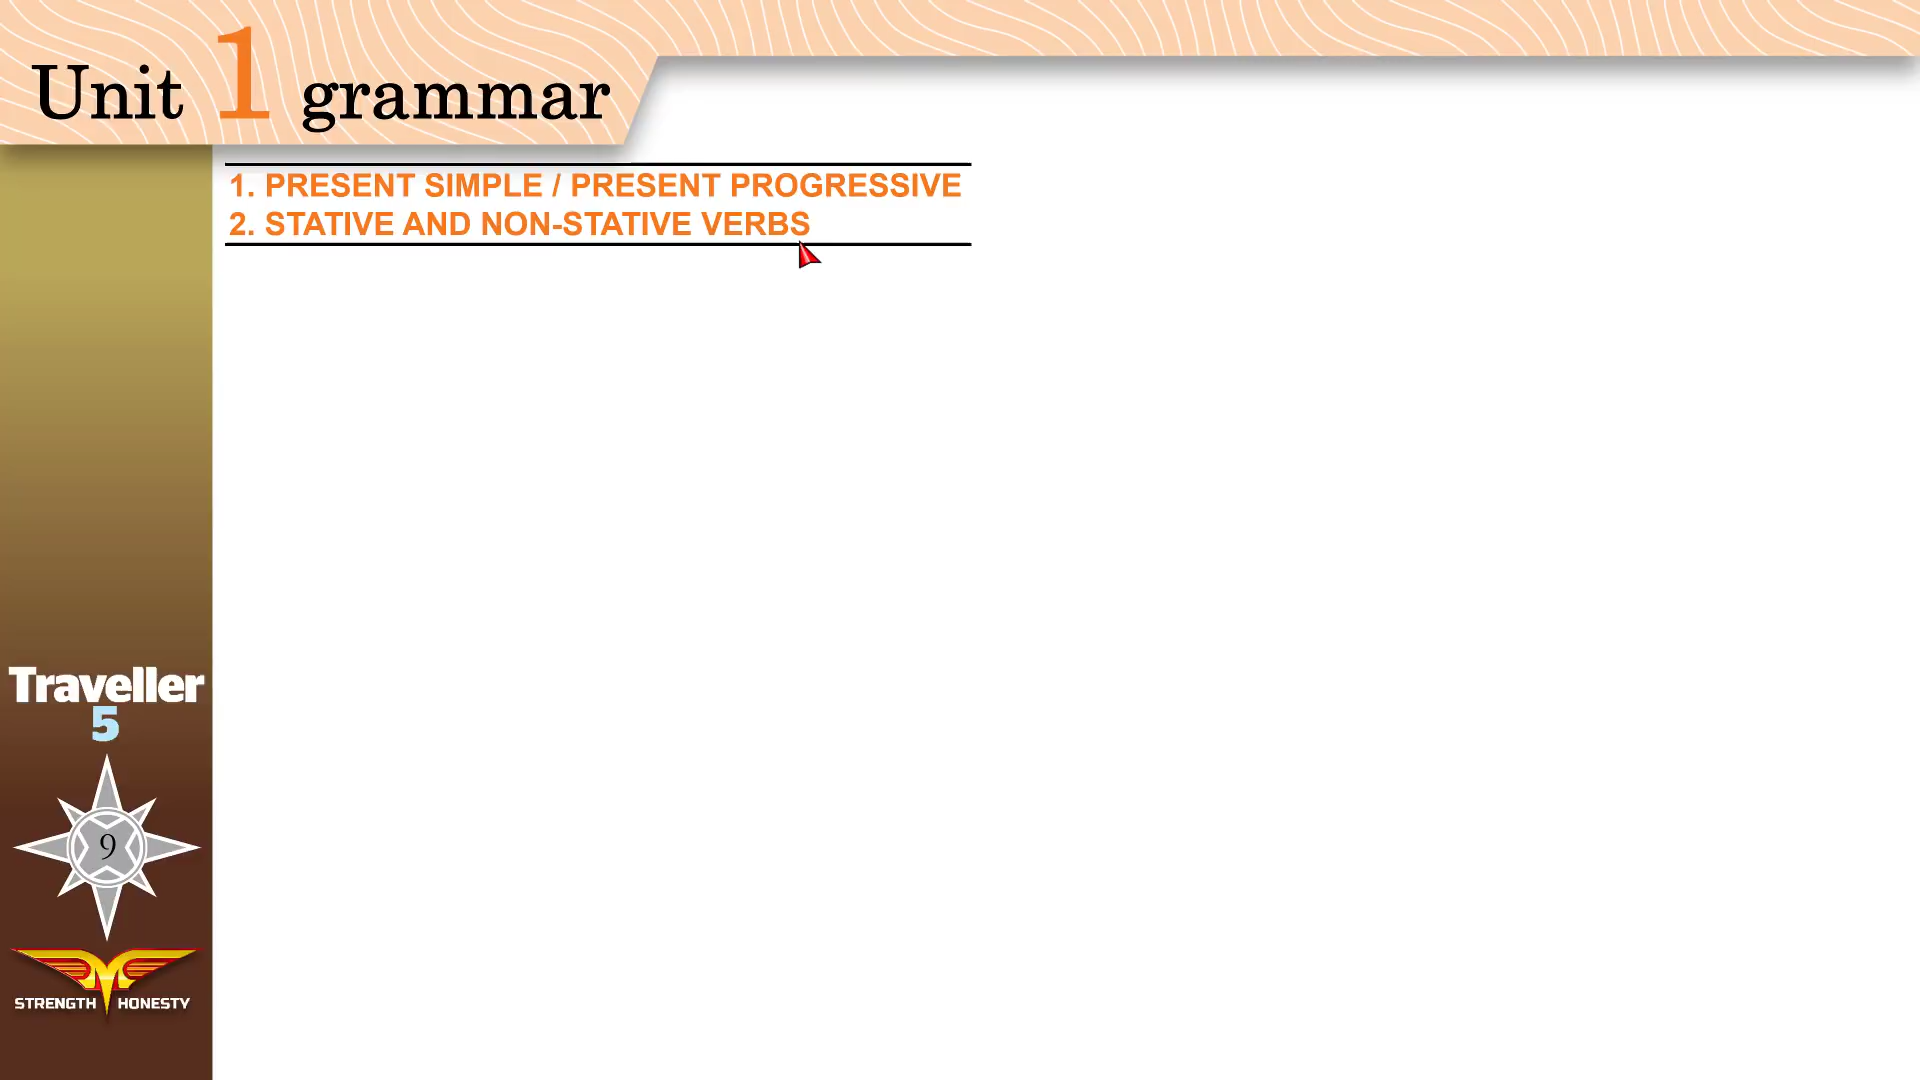 Unit 1 grammar
1. PRESENT SIMPLE / PRESENT PROGRESSIVE
2. STATIVE AND NON-STATIVE VERBS
Traveller
5
9
STRENGTH HONESTY